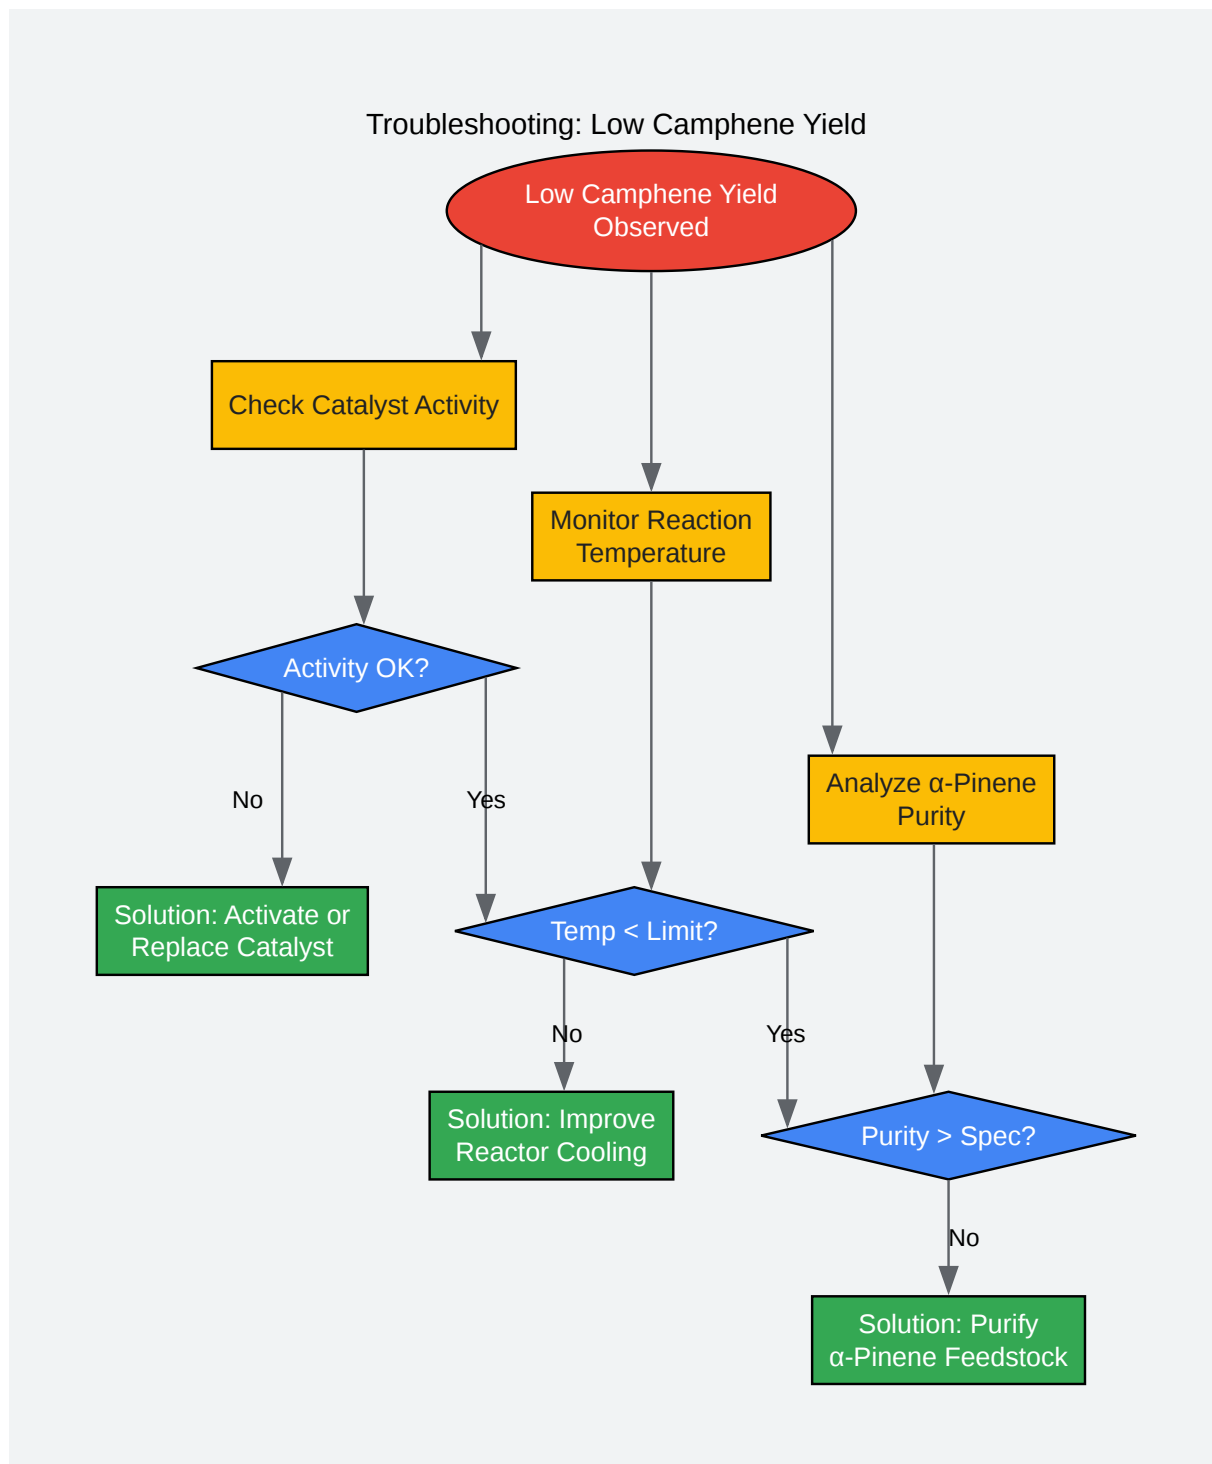 Troubleshooting: Low Camphene Yield
Low Camphene Yield
Observed
Check Catalyst Activity
Monitor Reaction
Temperature
Activity OK?
Analyze α-Pinene
Purity
No
Yes
Solution: Activate or
Replace Catalyst
Temp < Limit?
No
Yes
Solution: Improve
Reactor Cooling
Purity > Spec?
No
Solution: Purify
α-Pinene Feedstock